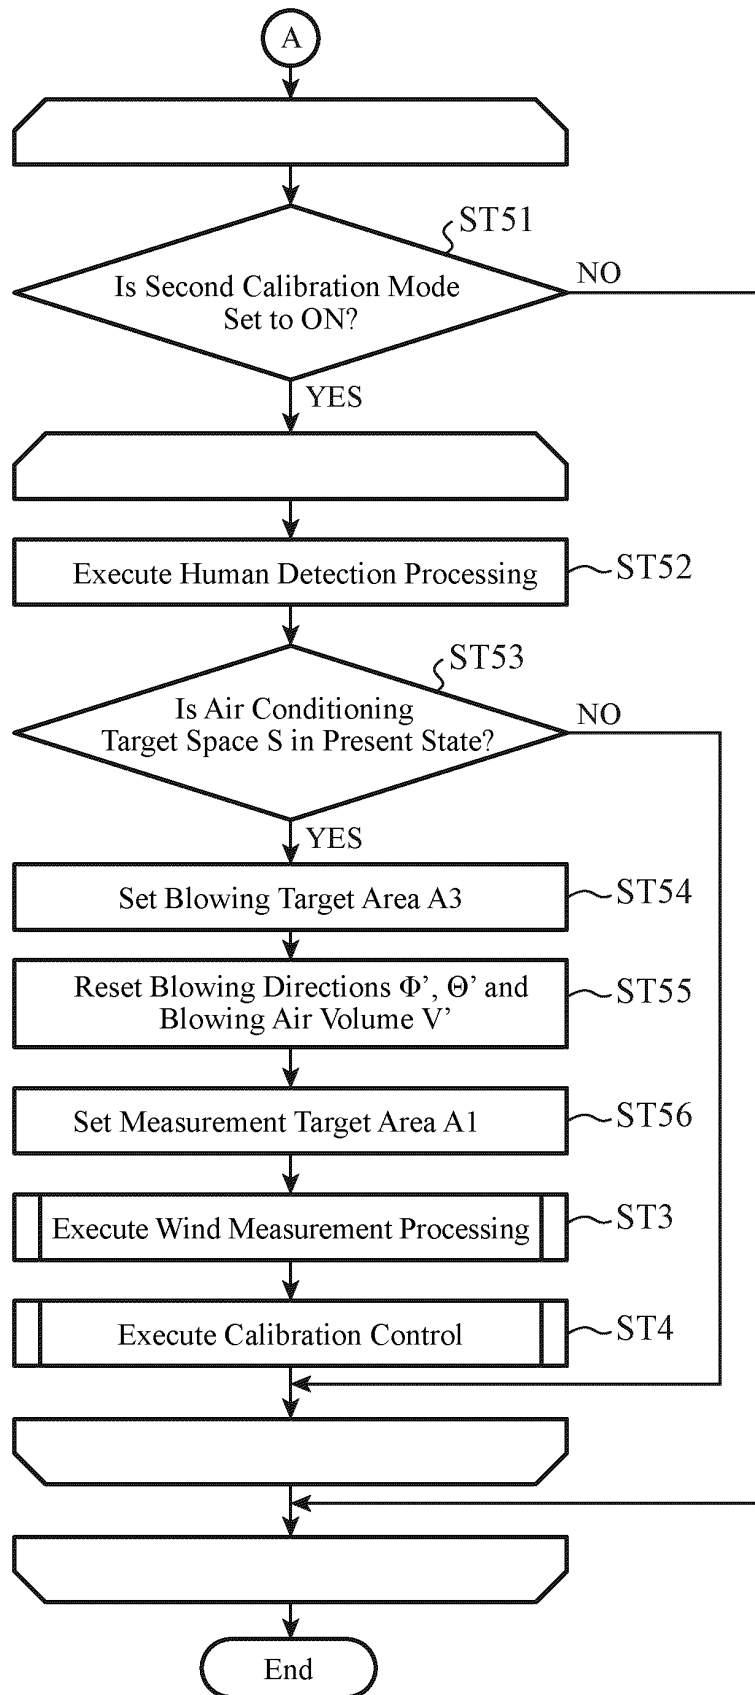 A
ST51
Is Second Calibration Mode
Set to ON?
NO
YES
Execute Human Detection Processing
ST52
ST53
Is Air Conditioning
Target Space S in Present State?
NO
YES
Set Blowing Target Area A3
ST54
Reset Blowing Directions Φ’, Θ’ and
Blowing Air Volume V’
ST55
Set Measurement Target Area A1
ST56
Execute Wind Measurement Processing
ST3
Execute Calibration Control
ST4
End